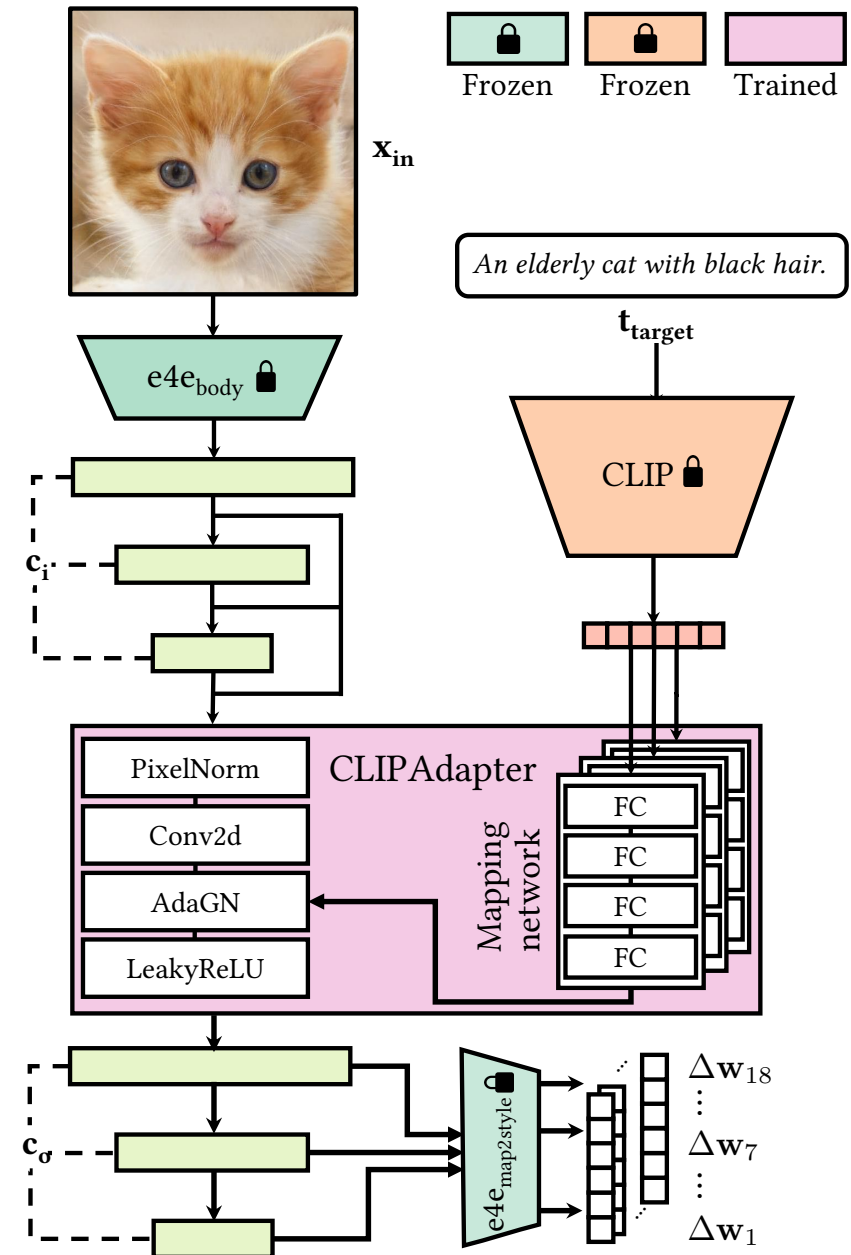 Frozen
Frozen
Trained
x_in
An elderly cat with black hair.
t_target
e4e_body
CLIP
c_i
PixelNorm
Conv2d
AdaGN
LeakyReLU
CLIPAdapter
Mapping
network
FC
FC
FC
FC
c_σ
e4e_map2style
Δw_18
⋮
Δw_7
⋮
Δw_1